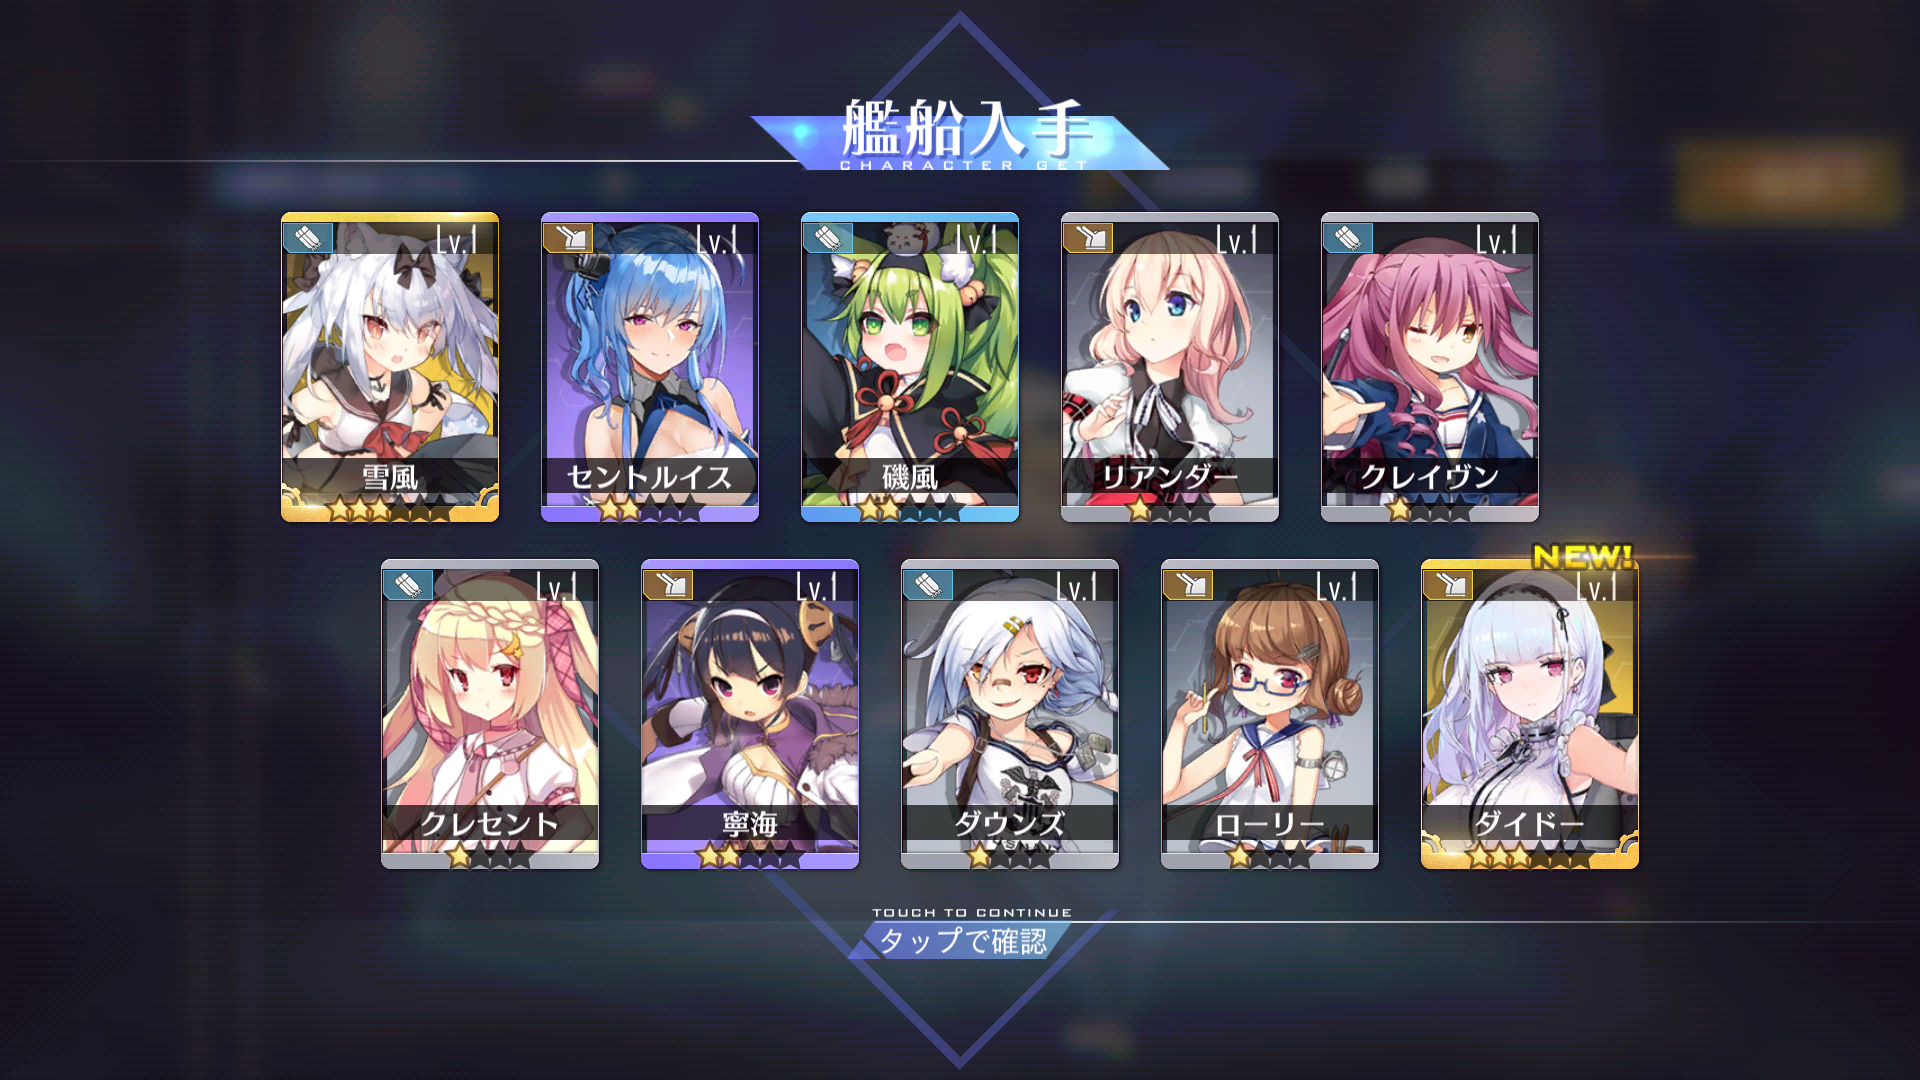 艦船入手
CHARACTER GET
Lv.1
Lv.1
Lv.1
Lv.1
Lv.1
雪風
セントルイス
磯風
リアンダー
クレイヴン
NEW!
Lv.1
Lv.1
Lv.1
Lv.1
Lv.1
クレセント
寧海
ダウンズ
ローリー
ダイドー
TOUCH TO CONTINUE
タップで確認